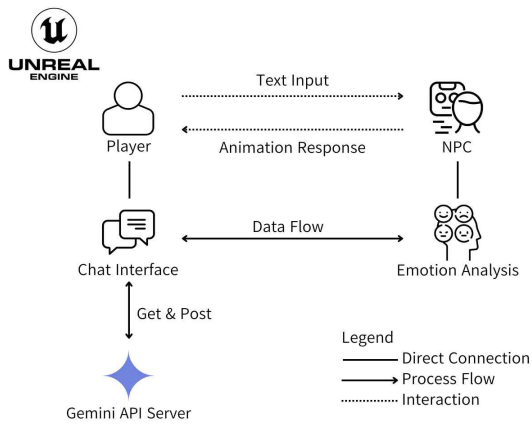 UNREAL
ENGINE
Text Input
Player
Animation Response
NPC
Data Flow
Chat Interface
Emotion Analysis
Get & Post
Gemini API Server
Legend
Direct Connection
Process Flow
Interaction